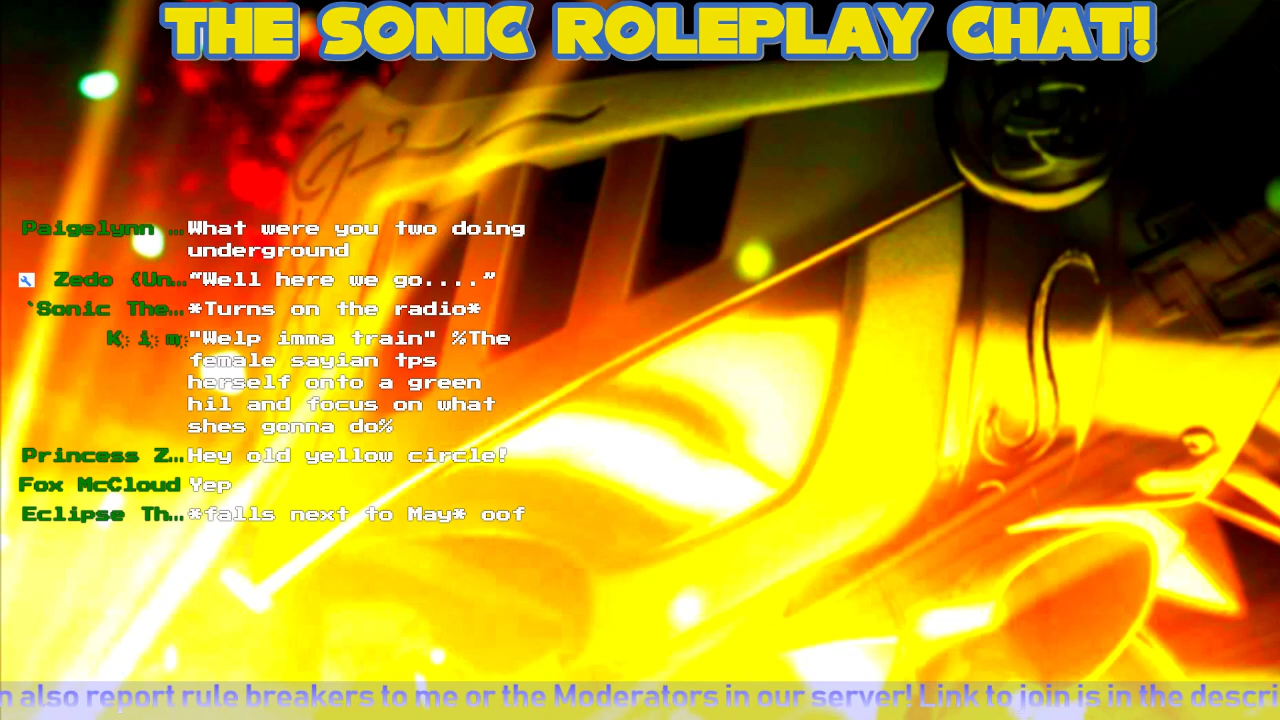 THE SONIC ROLEPLAY CHAT!
Paigelynn ... What were you two doing
underground
Zedo (Un... "Well here we go...."
`Sonic The... *Turns on the radio*
K i m "Welp imma train" %The
female sayian tps
herself onto a green
hil and focus on what
shes gonna do%
Princess Z... Hey old yellow circle!
Fox McCloud Yep
Eclipse Th... *falls next to May* oof
n also report rule breakers to me or the Moderators in our server! Link to join is in the descri